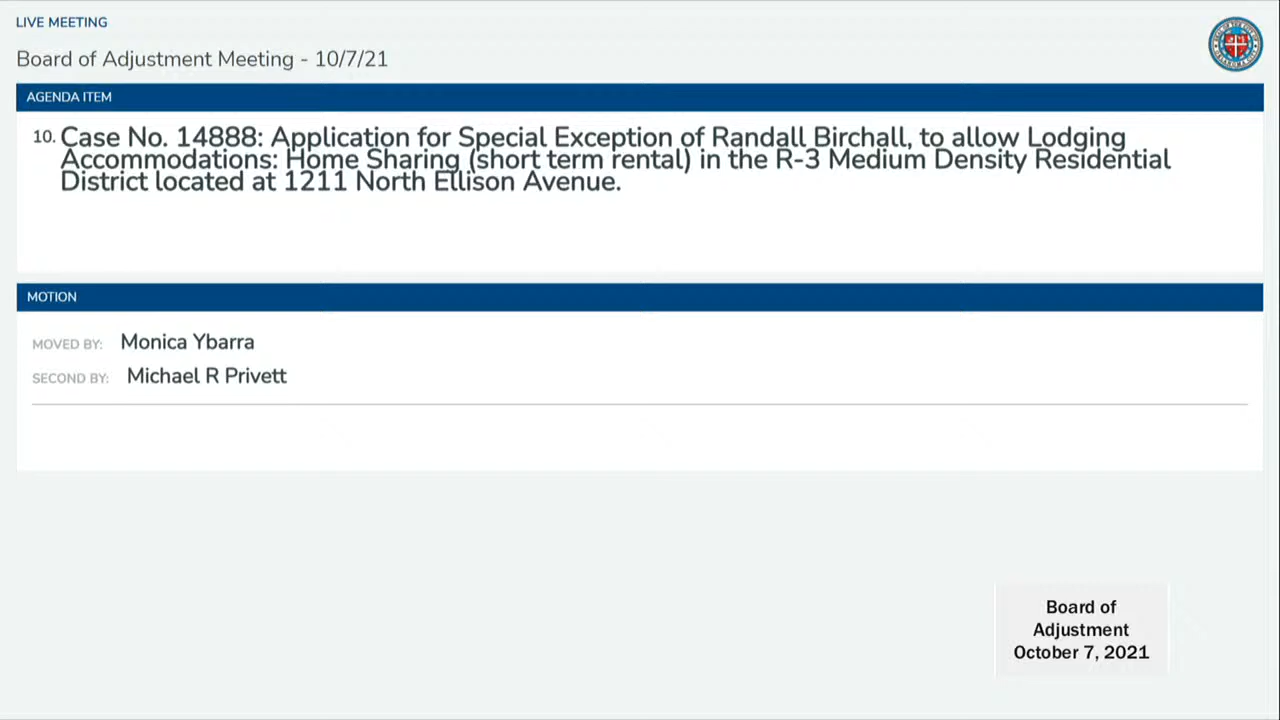 LIVE MEETING
Board of Adjustment Meeting - 10/7/21
AGENDA ITEM
10. Case No. 14888: Application for Special Exception of Randall Birchall, to allow Lodging
Accommodations: Home Sharing (short term rental) in the R-3 Medium Density Residential
District located at 1211 North Ellison Avenue.
MOTION
MOVED BY: Monica Ybarra
SECOND BY: Michael R Privett
Board of
Adjustment
October 7, 2021